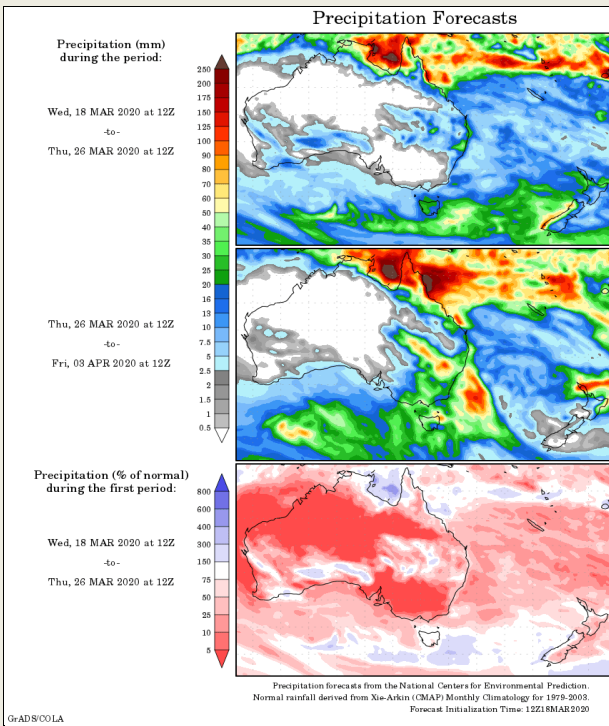 Precipitation Forecasts
Precipitation (mm)
during the period:
Wed, 18 MAR 2020 at 12Z
-to-
Thu, 26 MAR 2020 at 12Z
250
200
175
150
125
100
90
80
70
60
50
40
35
30
25
20
16
13
10
7.5
5
2.5
2
1.5
1
0.5
Thu, 26 MAR 2020 at 12Z
-to-
Fri, 03 APR 2020 at 12Z
Precipitation (% of normal)
during the first period:
Wed, 18 MAR 2020 at 12Z
-to-
Thu, 26 MAR 2020 at 12Z
800
600
400
300
150
75
50
25
10
5
Precipitation forecasts from the National Centers for Environmental Prediction.
Normal rainfall derived from Xie-Arkin (CMAP) Monthly Climatology for 1979-2003.
Forecast Initialization Time: 12Z18MAR2020
GrADS/COLA